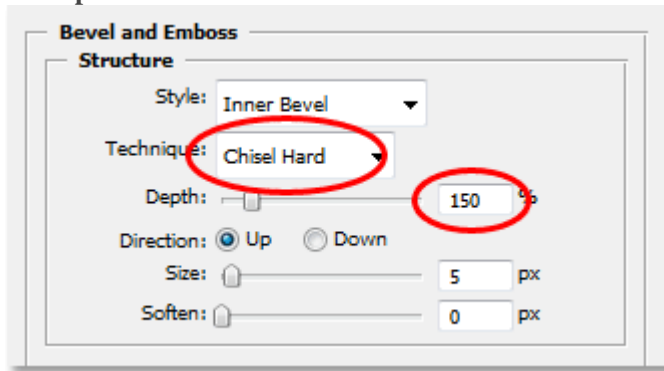 Bevel and Emboss
Structure
Style: Inner Bevel
Technique: Chisel Hard
Depth: 150 %
Direction: Up Down
Size: 5 px
Soften: 0 px